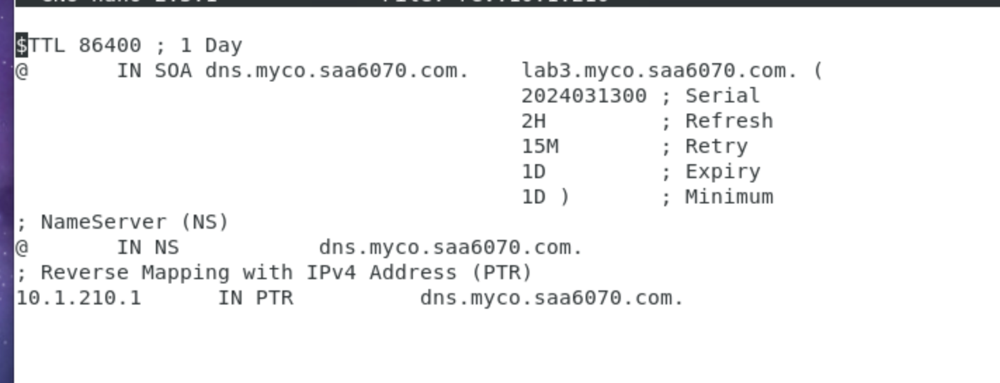 $TTL 86400 ; 1 Day
@       IN SOA dns.myco.saa6070.com.    lab3.myco.saa6070.com. (
                                        2024031300 ; Serial
                                        2H         ; Refresh
                                        15M        ; Retry
                                        1D         ; Expiry
                                        1D )       ; Minimum
; NameServer (NS)
@       IN NS           dns.myco.saa6070.com.
; Reverse Mapping with IPv4 Address (PTR)
10.1.210.1      IN PTR          dns.myco.saa6070.com.